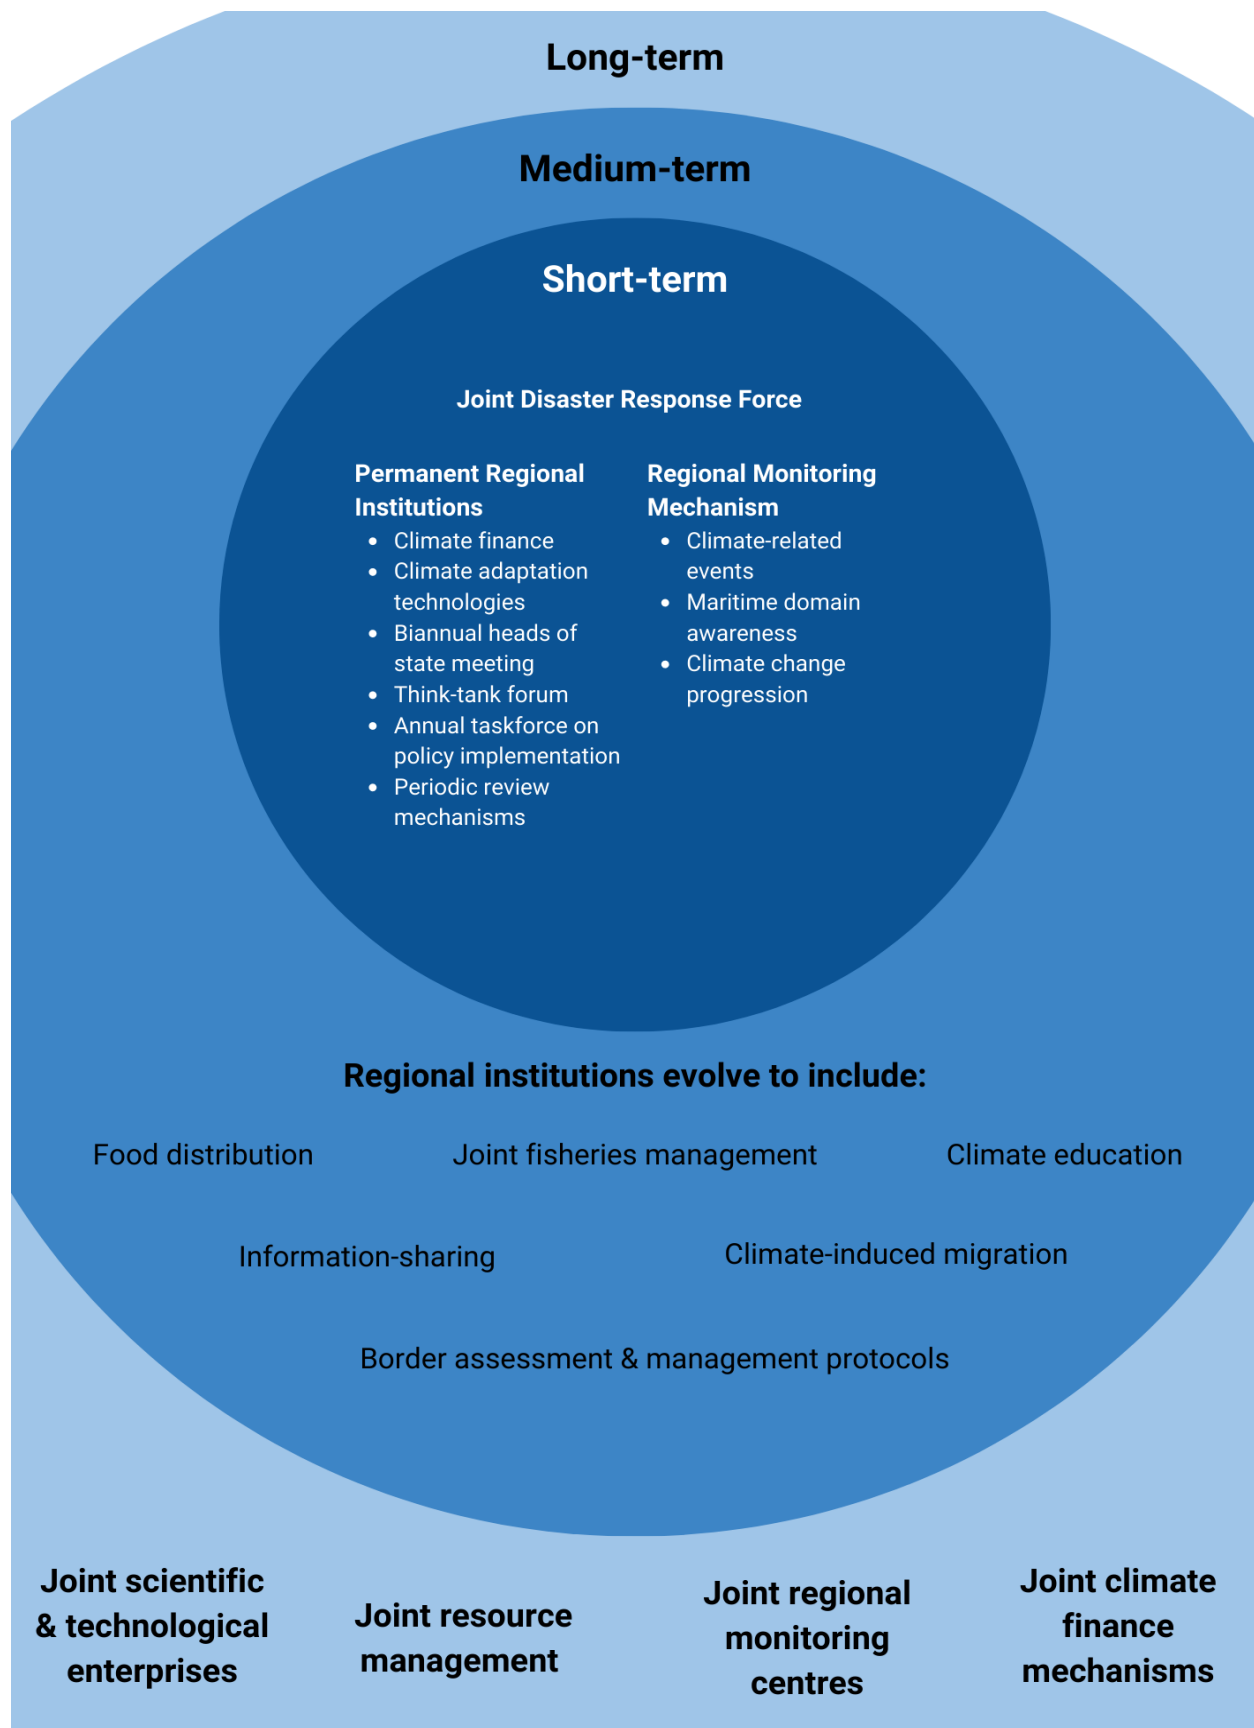 Long-term
Medium-term
Short-term
Joint Disaster Response Force
Permanent Regional
Institutions
• Climate finance
• Climate adaptation
technologies
• Biannual heads of
state meeting
• Think-tank forum
• Annual taskforce on
policy implementation
• Periodic review
mechanisms
Regional Monitoring
Mechanism
• Climate-related
events
• Maritime domain
awareness
• Climate change
progression
Regional institutions evolve to include:
Food distribution
Joint fisheries management
Climate education
Information-sharing
Climate-induced migration
Border assessment & management protocols
Joint scientific
& technological
enterprises
Joint resource
management
Joint regional
monitoring
centres
Joint climate
finance
mechanisms